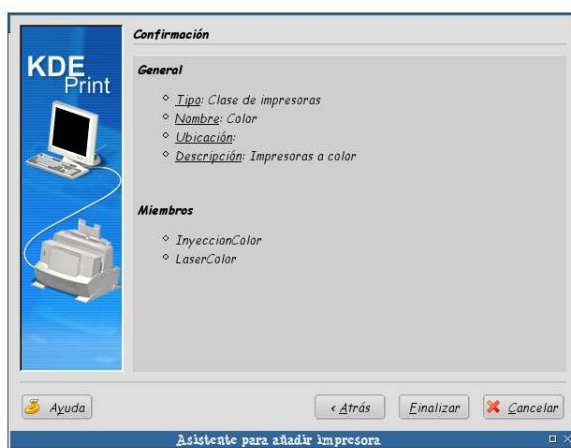 Confirmación
KDE
Print
General
Tipo: Clase de impresoras
Nombre: Color
Ubicación:
Descripción: Impresoras a color
Miembros
InyeccionColor
LaserColor
Ayuda
‹ Atrás
Finalizar
Cancelar
Asistente para añadir impresora